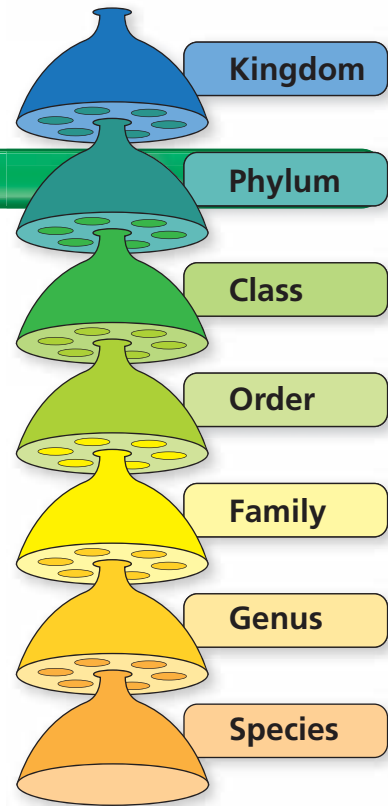 Kingdom
Phylum
Class
Order
Family
Genus
Species